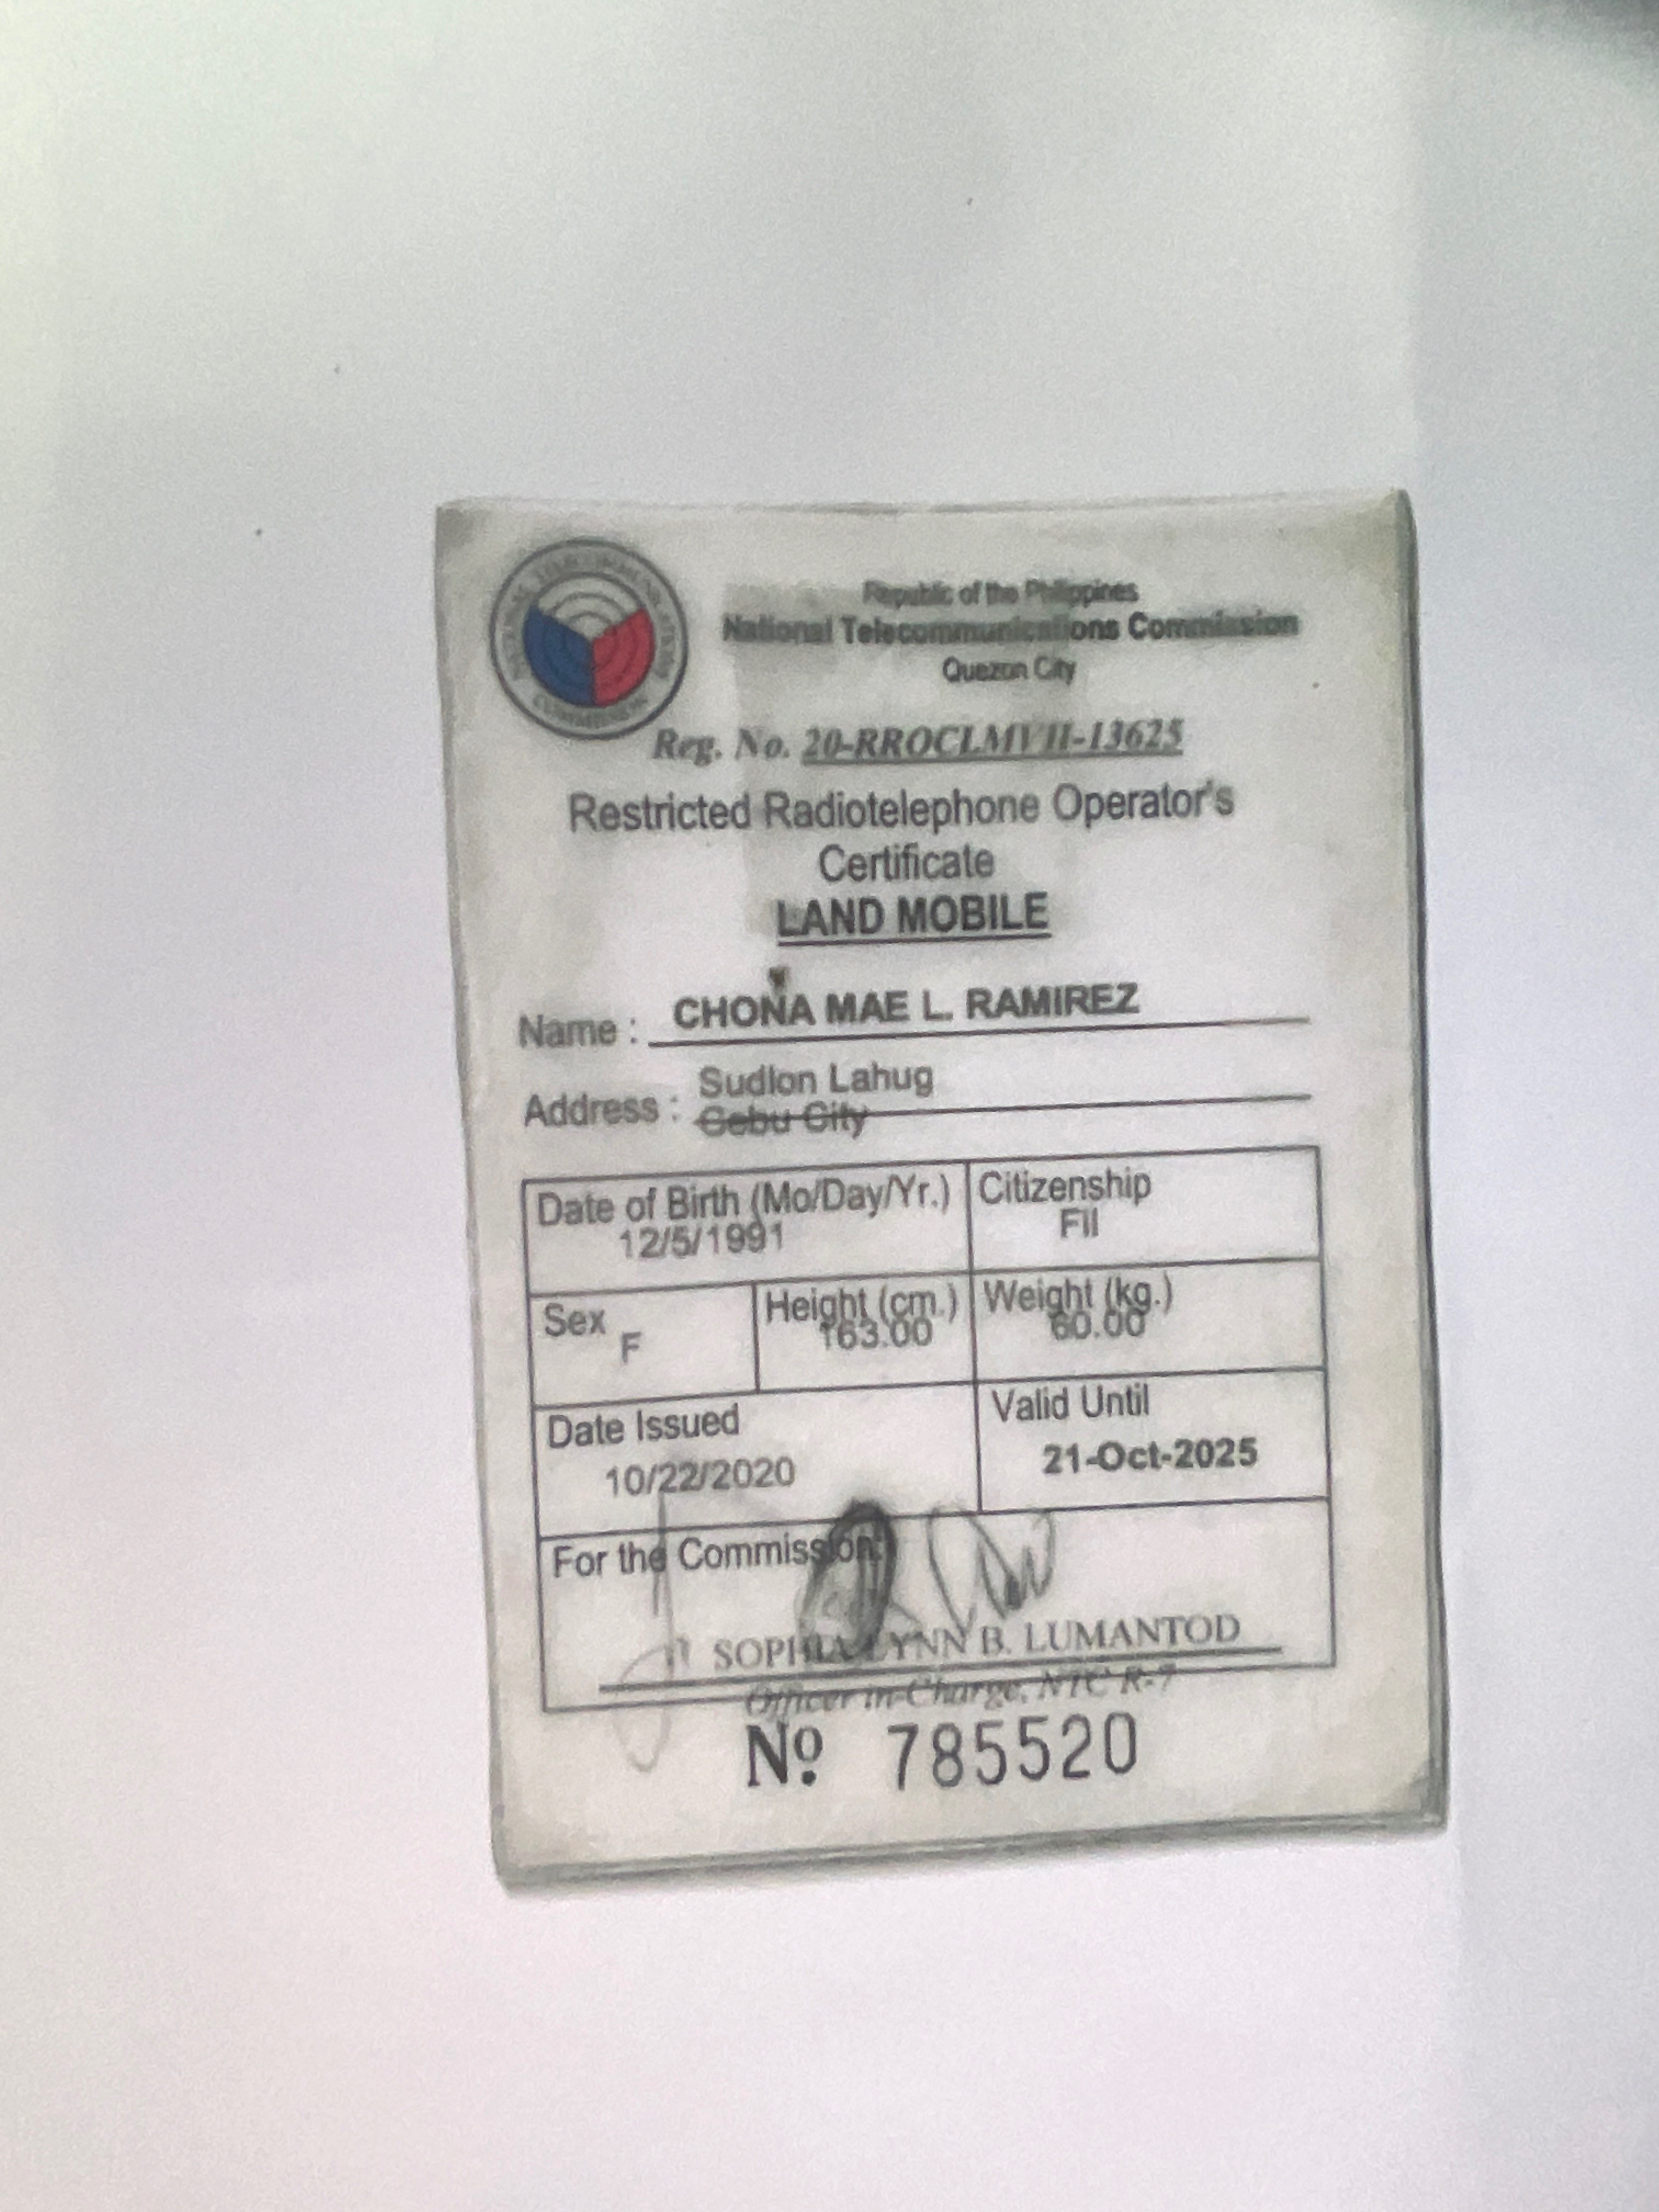 Republic of the Philippines
National Telecommunications Commission
Quezon City
Reg. No. 20-RROCLMVII-13625
Restricted Radiotelephone Operator's
Certificate
LAND MOBILE
Name : CHONA MAE L. RAMIREZ
Address : Sudlon Lahug
Cebu City
Date of Birth (Mo/Day/Yr.) Citizenship
12/5/1991 Fil
Sex Height (cm.) Weight (kg.)
F 163.00 60.00
Date Issued Valid Until
10/22/2020 21-Oct-2025
For the Commission:
SOPHIA LYNN B. LUMANTOD
Officer in-Charge, NTC R-7
Nº 785520